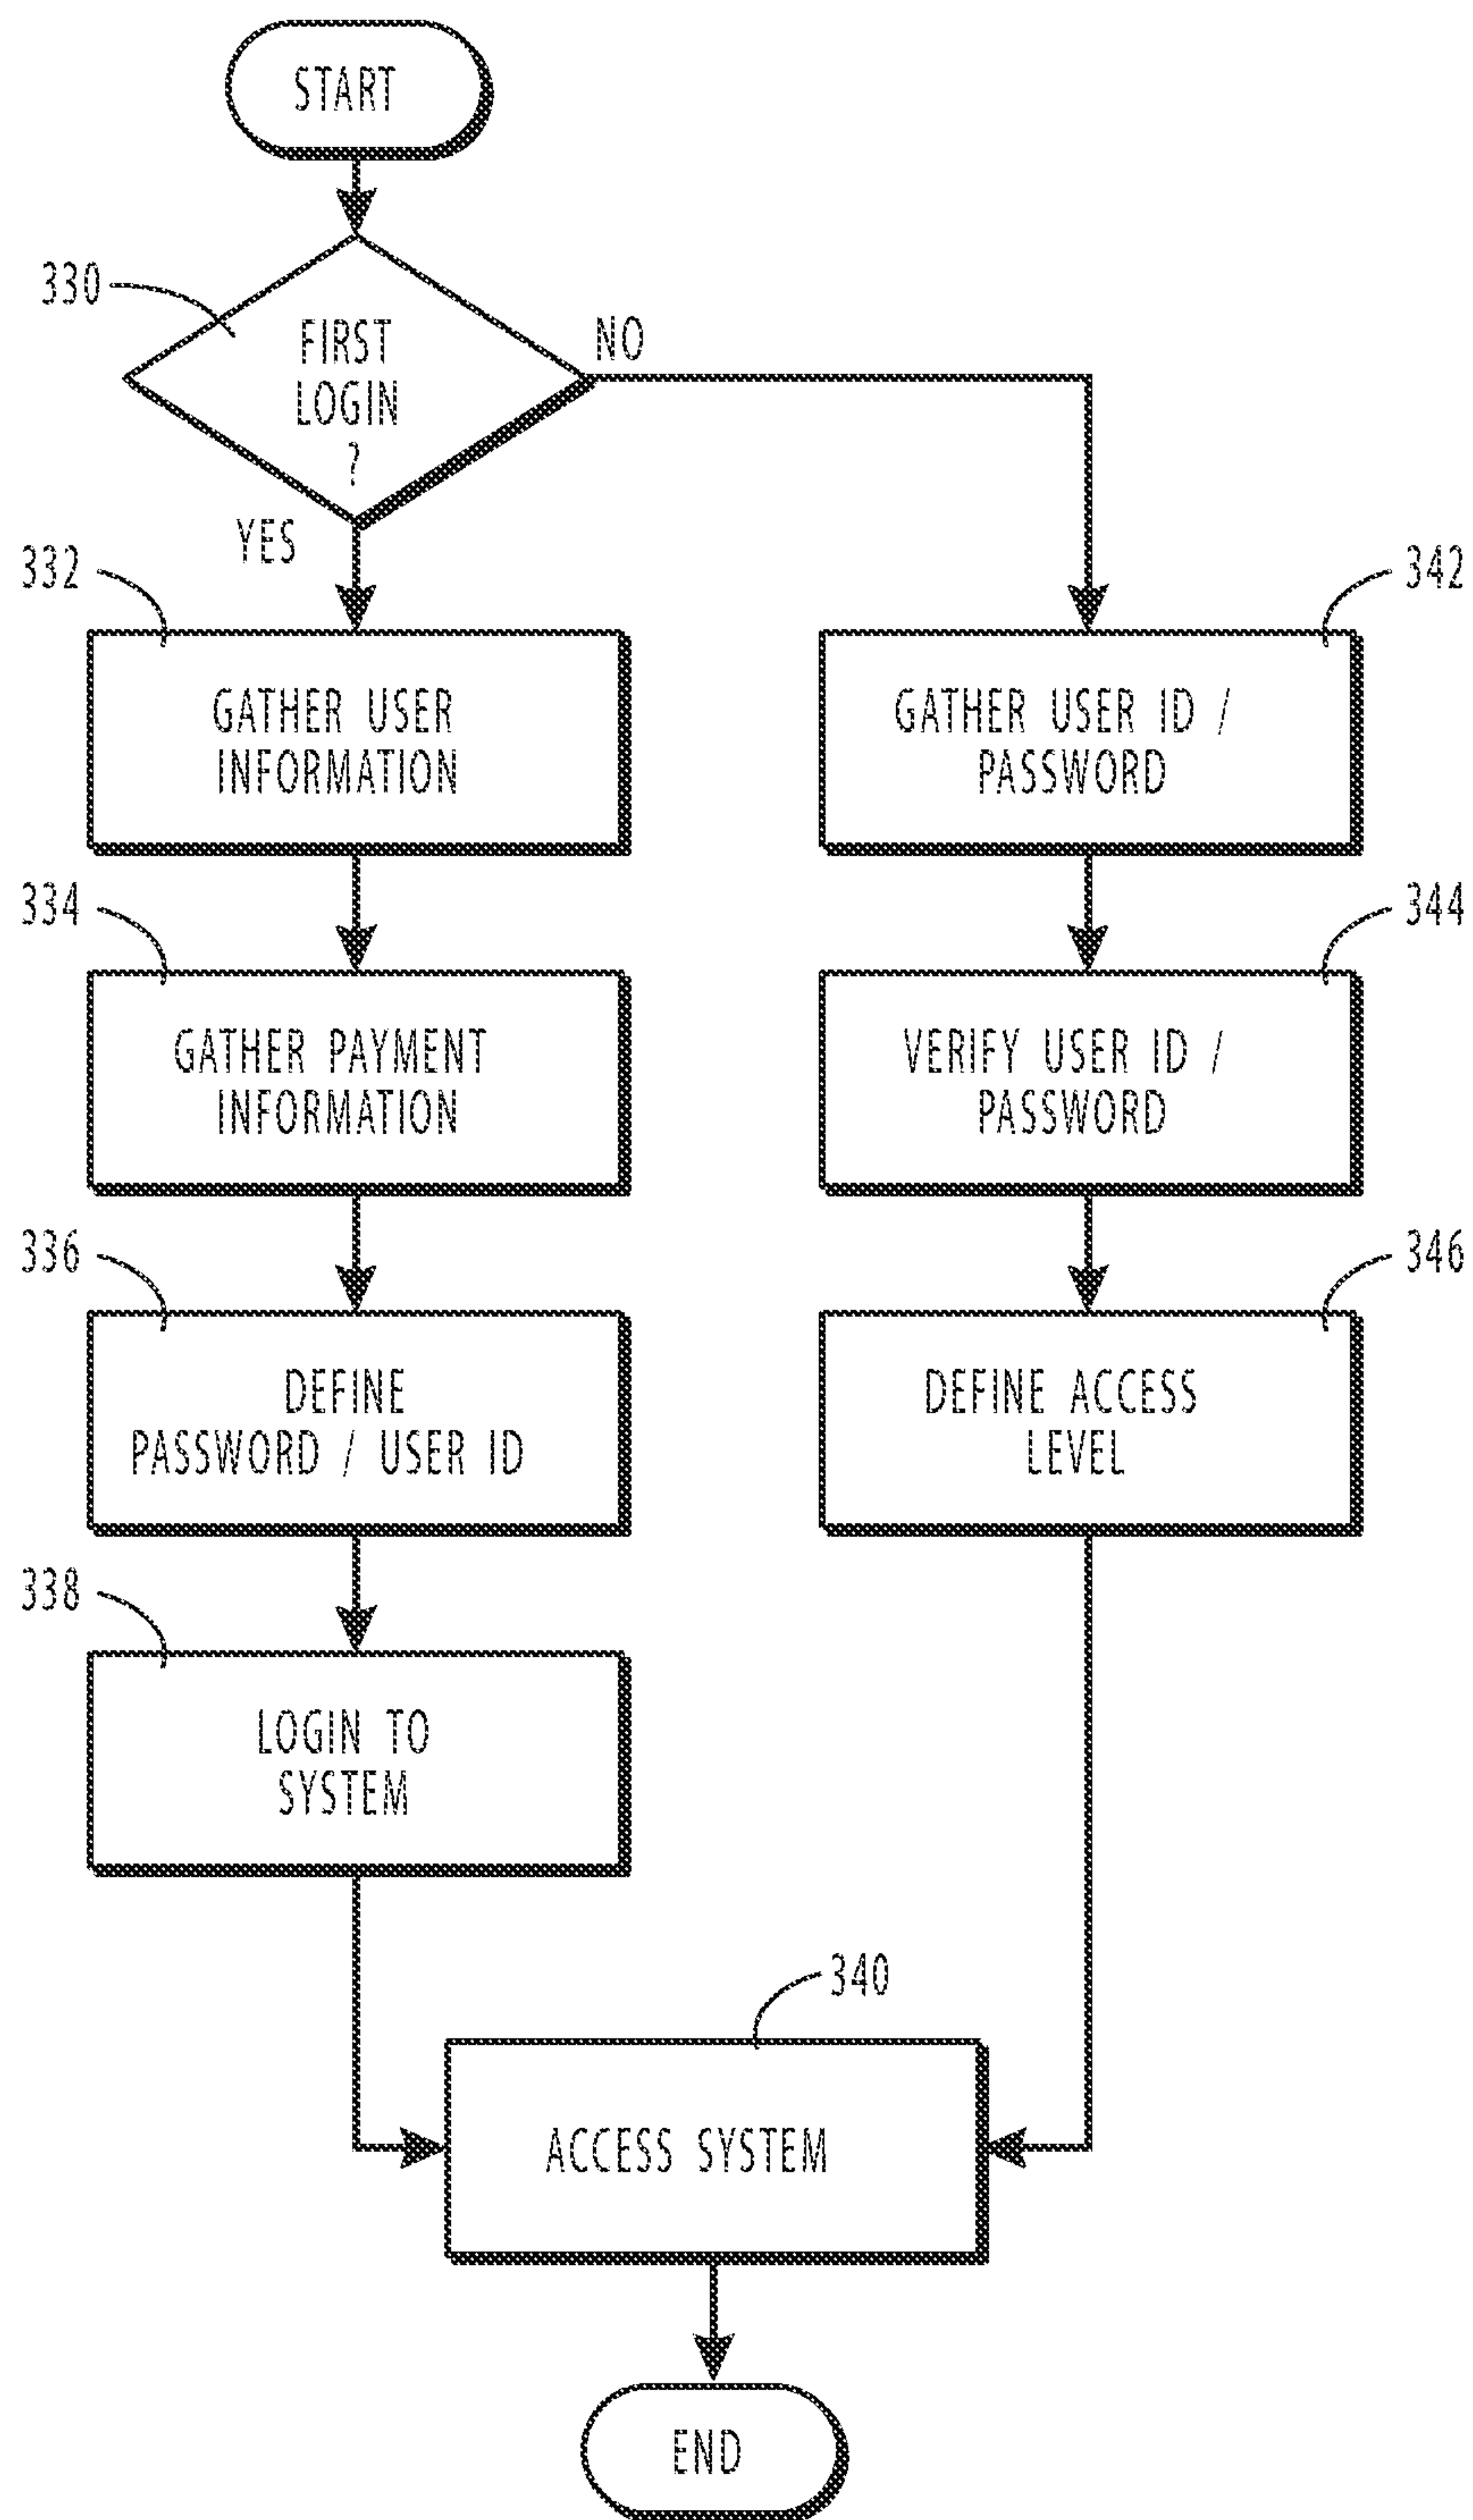 START
330
FIRST
LOGIN
?
NO
YES
332
GATHER USER
INFORMATION
342
GATHER USER ID /
PASSWORD
334
GATHER PAYMENT
INFORMATION
344
VERIFY USER ID /
PASSWORD
336
DEFINE
PASSWORD / USER ID
346
DEFINE ACCESS
LEVEL
338
LOGIN TO
SYSTEM
340
ACCESS SYSTEM
END